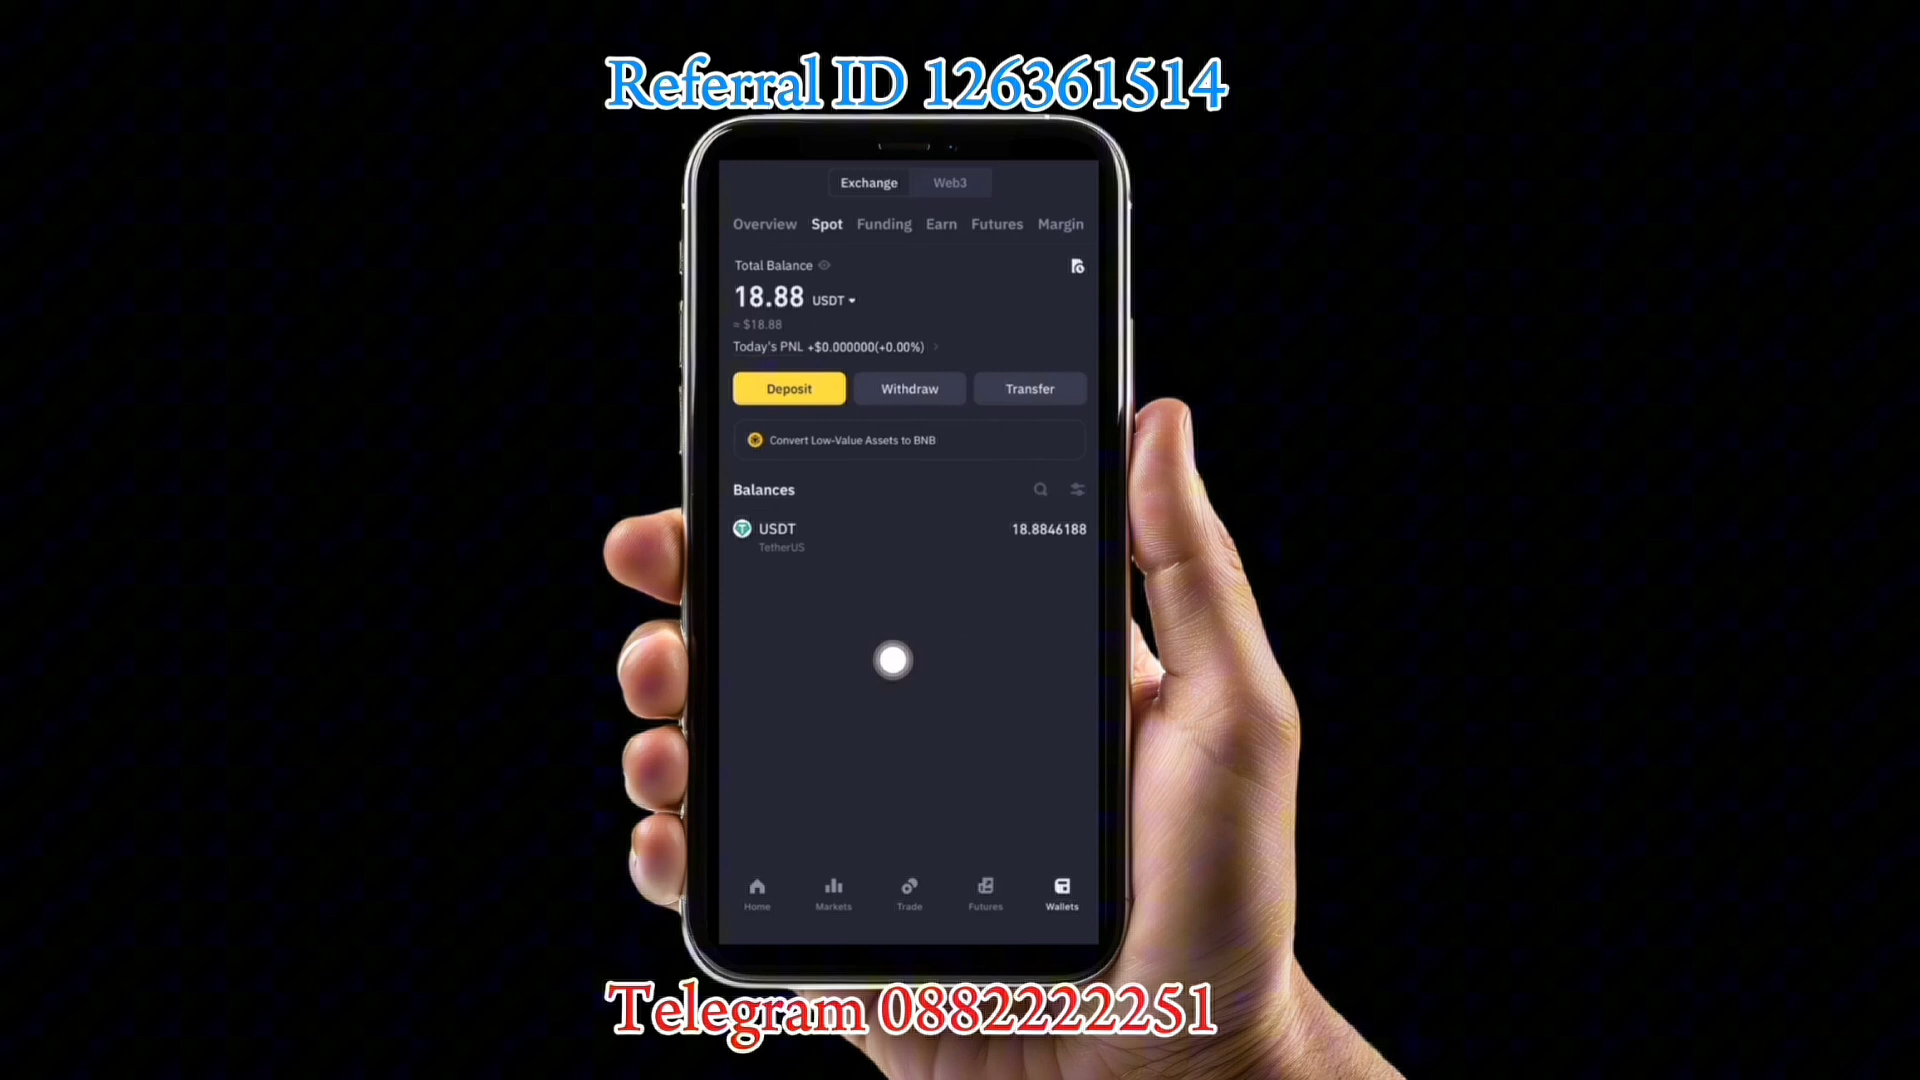 Referral ID 126361514
Exchange Web3
Overview Spot Funding Earn Futures Margin
Total Balance
18.88 USDT
≈ $18.88
Today's PNL +$0.000000(+0.00%)
Deposit Withdraw Transfer
Convert Low-Value Assets to BNB
Balances
USDT 18.8846188
TetherUS
Home Markets Trade Futures Wallets
Telegram 0882222251